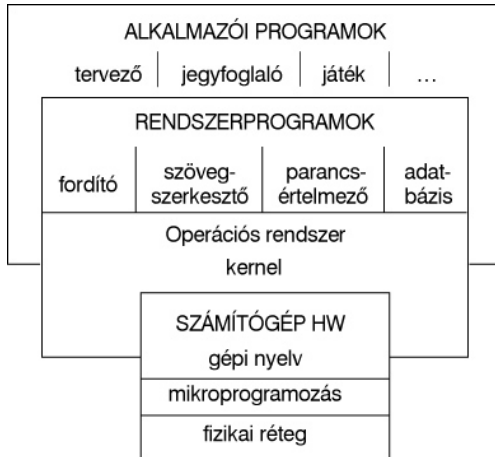 ALKALMAZÓI PROGRAMOK
tervező jegyfoglaló játék ...
RENDSZERPROGRAMOK
fordító szöveg- parancs- adat-
szerkesztő értelmező bázis
Operációs rendszer
kernel
SZÁMÍTÓGÉP HW
gépi nyelv
mikroprogramozás
fizikai réteg